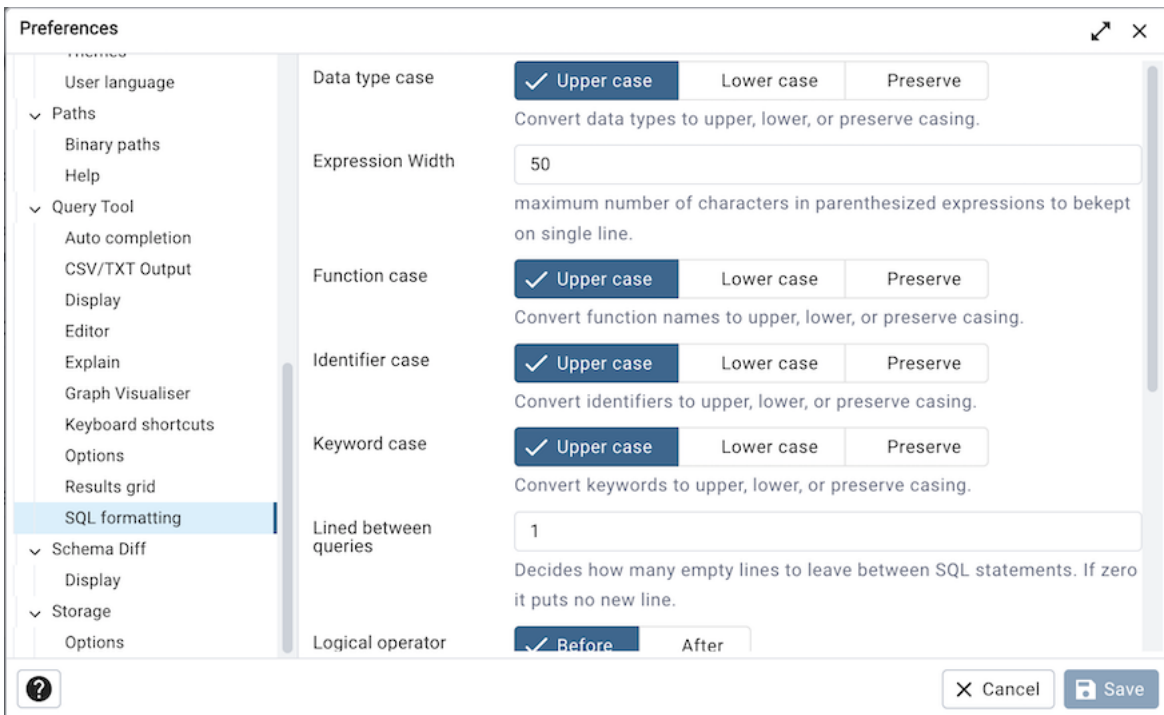 Preferences
Themes
User language
Paths
Binary paths
Help
Query Tool
Auto completion
CSV/TXT Output
Display
Editor
Explain
Graph Visualiser
Keyboard shortcuts
Options
Results grid
SQL formatting
Schema Diff
Display
Storage
Options
Data type case
Upper case Lower case Preserve
Convert data types to upper, lower, or preserve casing.
Expression Width
50
maximum number of characters in parenthesized expressions to bekept
on single line.
Function case
Upper case Lower case Preserve
Convert function names to upper, lower, or preserve casing.
Identifier case
Upper case Lower case Preserve
Convert identifiers to upper, lower, or preserve casing.
Keyword case
Upper case Lower case Preserve
Convert keywords to upper, lower, or preserve casing.
Lined between
queries
1
Decides how many empty lines to leave between SQL statements. If zero
it puts no new line.
Logical operator
Before After
? Cancel Save